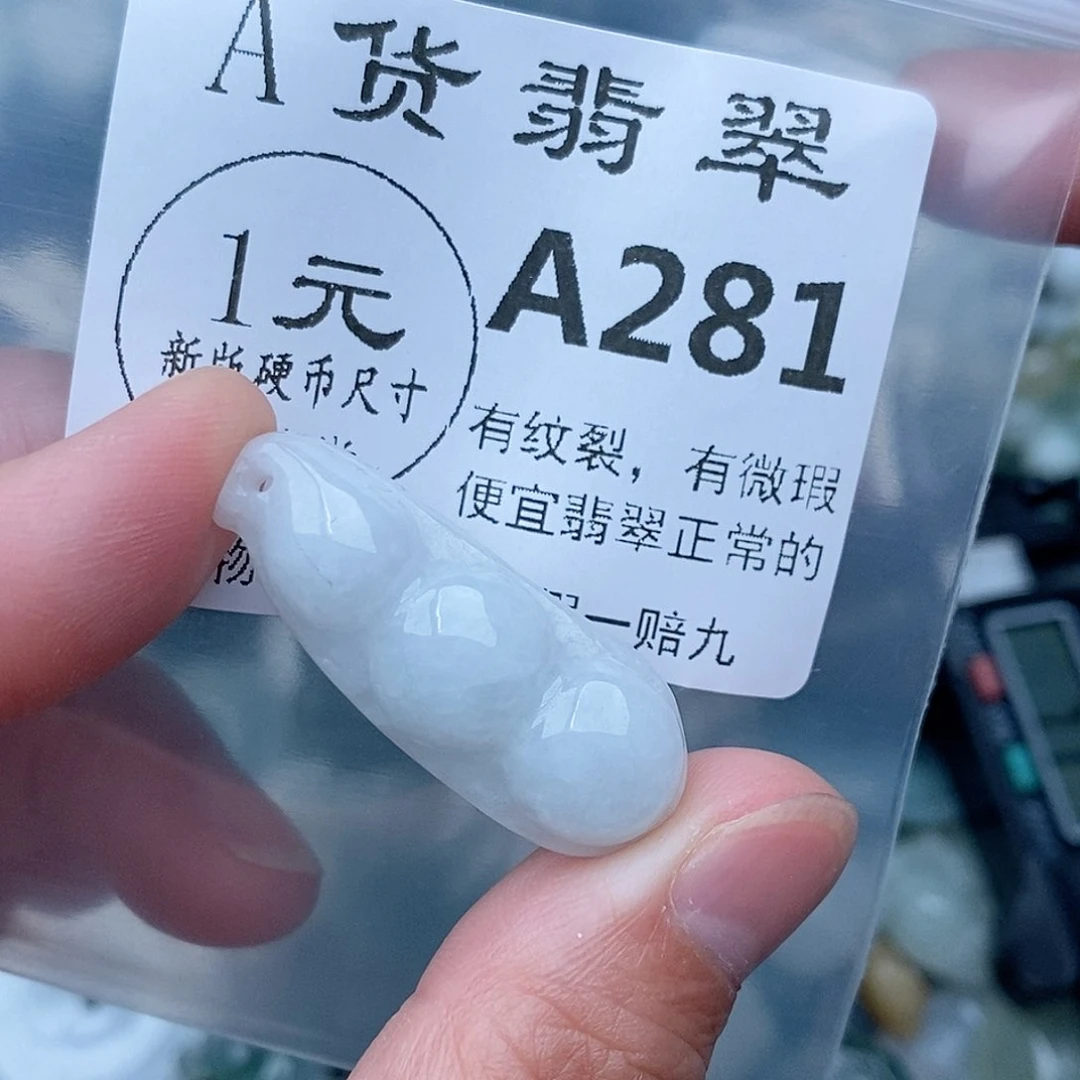 A货翡翠
1元
新版硬币尺寸
A281
有纹裂，有微瑕
便宜翡翠正常的
一赔九
物